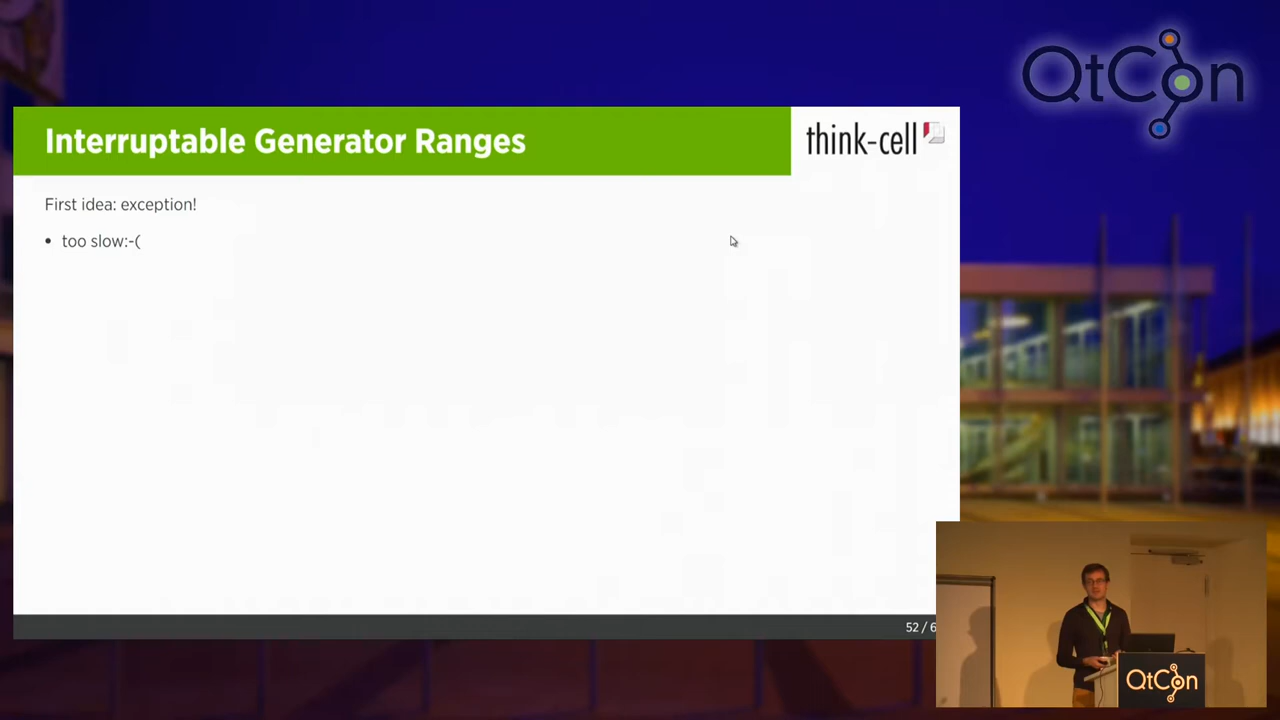 QtCon
Interruptable Generator Ranges
think-cell
First idea: exception!
• too slow:-(
52 / 6
QtCon